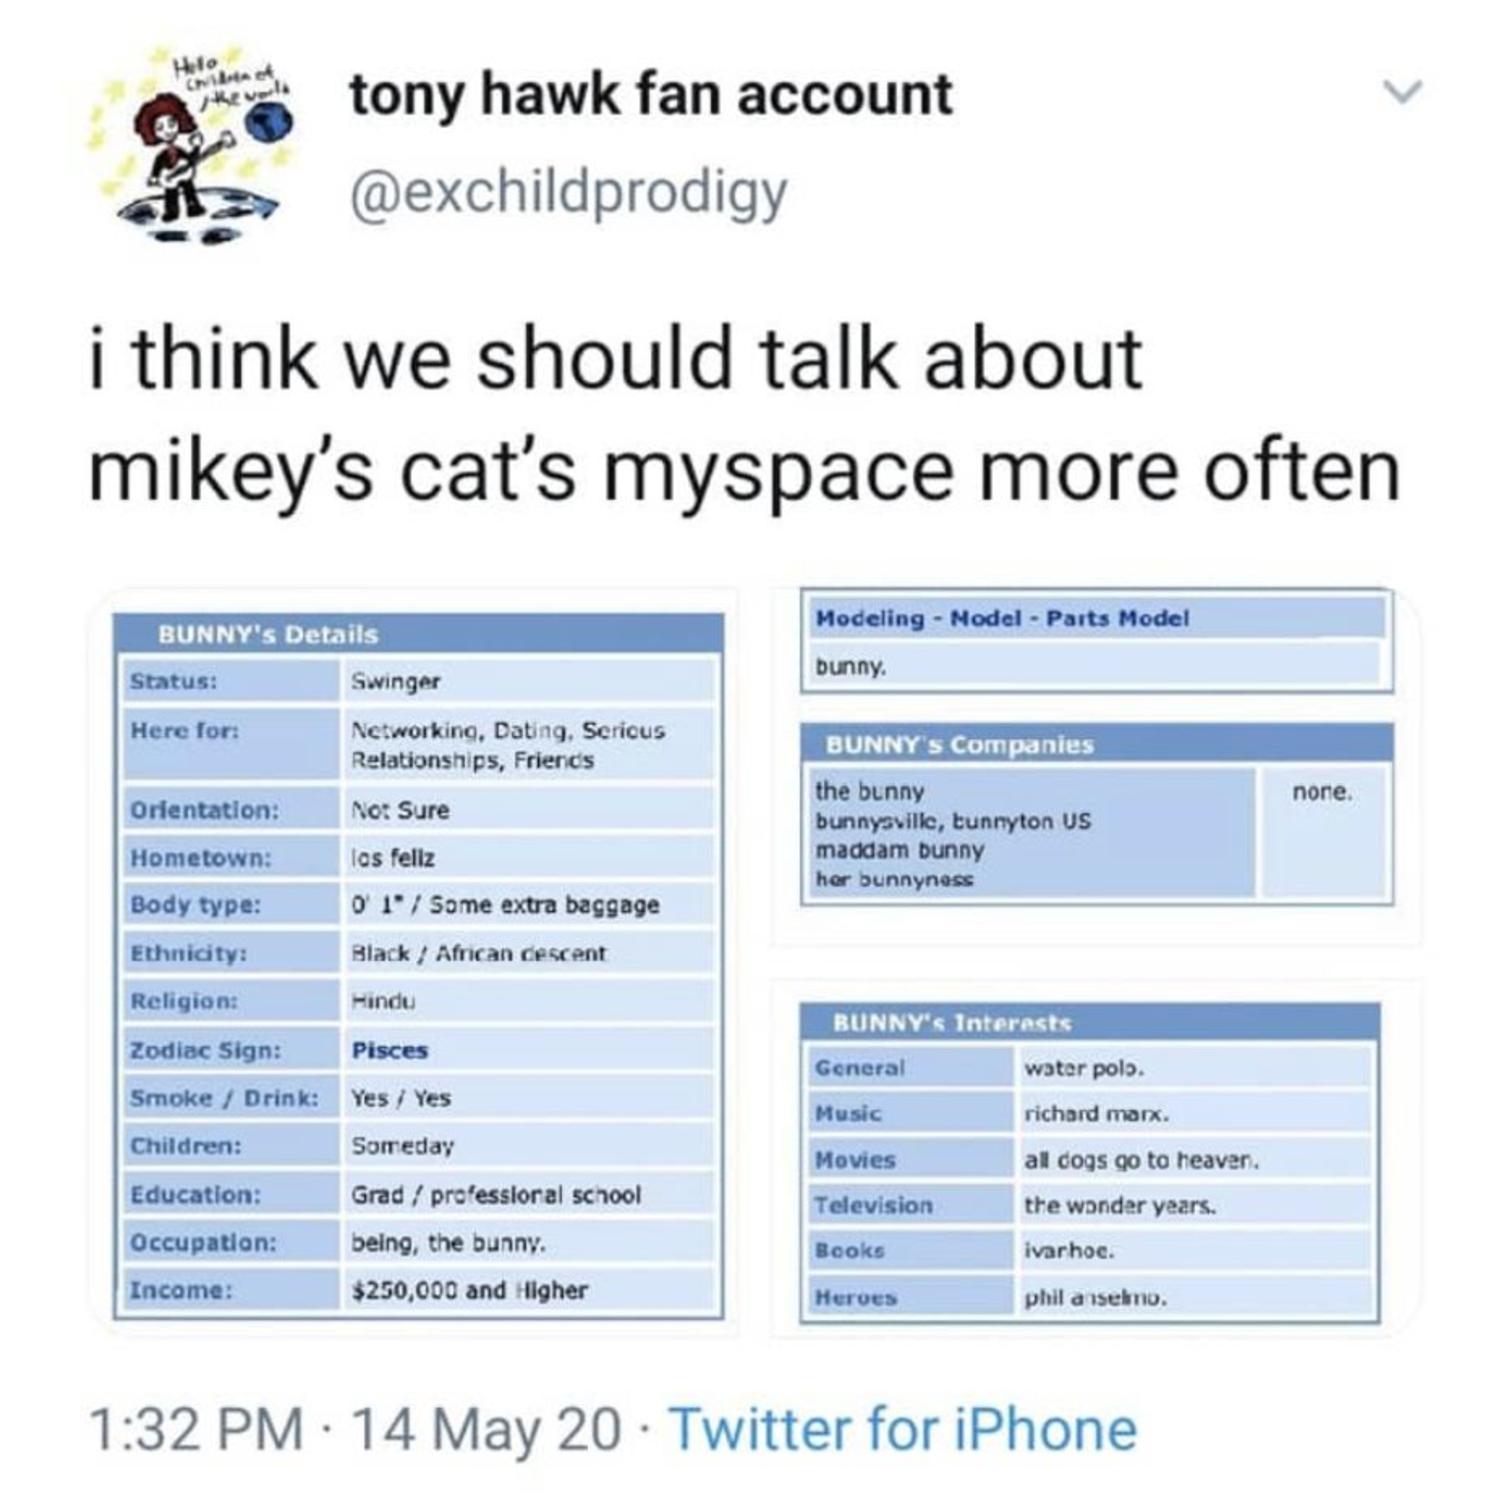 Hello
children of
the world
tony hawk fan account
@exchildprodigy
i think we should talk about
mikey's cat's myspace more often
BUNNY's Details
Status: Swinger
Here for: Networking, Dating, Serious
Relationships, Friends
Orientation: Not Sure
Hometown: los feliz
Body type: 0' 1" / Some extra baggage
Ethnicity: Black / African descent
Religion: Hindu
Zodiac Sign: Pisces
Smoke / Drink: Yes / Yes
Children: Someday
Education: Grad / professional school
Occupation: being, the bunny.
Income: $250,000 and Higher
Modeling - Model - Parts Model
bunny.
BUNNY's Companies
the bunny none.
bunnysville, bunnyton US
maddam bunny
her bunnyness
BUNNY's Interests
General water polo.
Music richard marx.
Movies all dogs go to heaven.
Television the wonder years.
Books ivanhoe.
Heroes phil anselmo.
1:32 PM · 14 May 20 · Twitter for iPhone